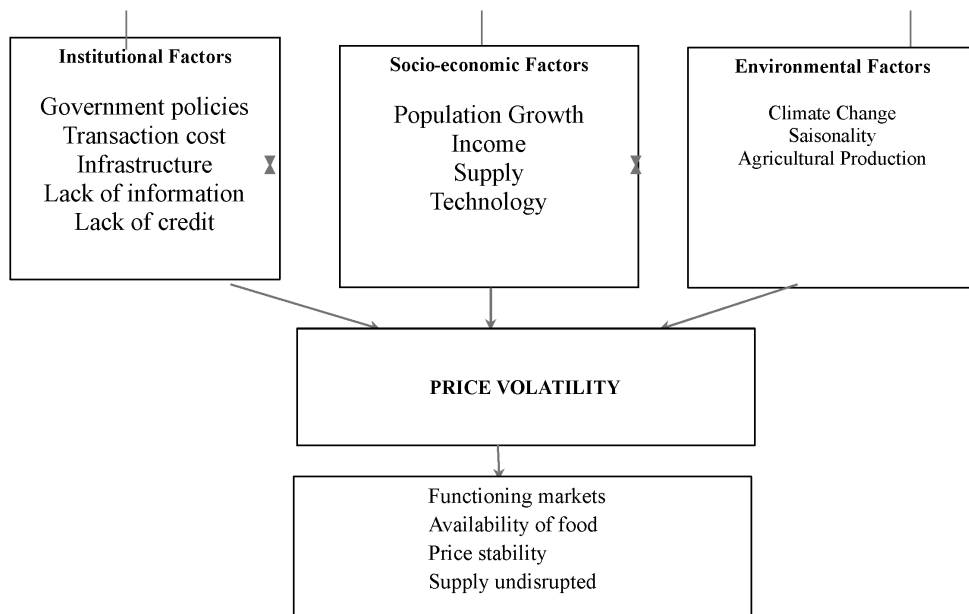 Institutional Factors
Government policies
Transaction cost
Infrastructure
Lack of information
Lack of credit
Socio-economic Factors
Population Growth
Income
Supply
Technology
Environmental Factors
Climate Change
Saisonality
Agricultural Production
PRICE VOLATILITY
Functioning markets
Availability of food
Price stability
Supply undisrupted